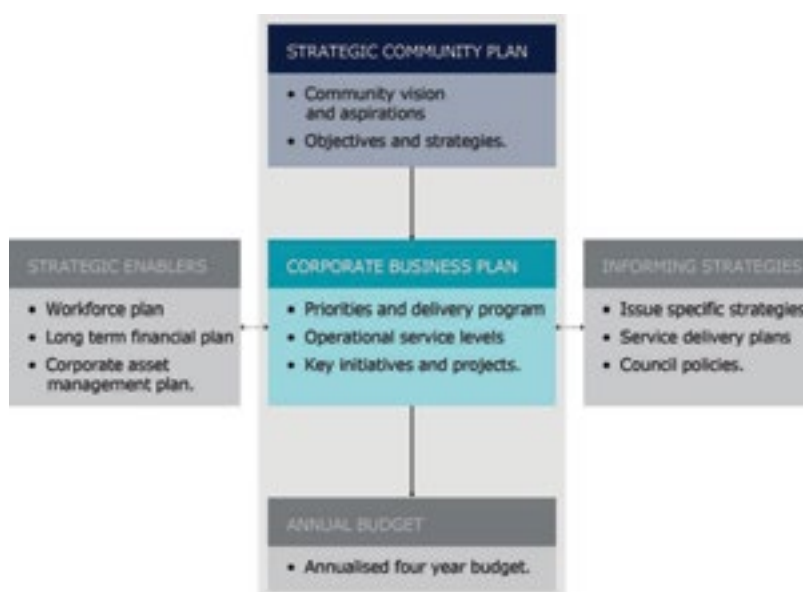 STRATEGIC COMMUNITY PLAN
• Community vision
and aspirations
• Objectives and strategies.
STRATEGIC ENABLERS
• Workforce plan
• Long term financial plan
• Corporate asset
management plan.
CORPORATE BUSINESS PLAN
• Priorities and delivery program
• Operational service levels
• Key initiatives and projects.
INFORMING STRATEGIES
• Issue specific strategies
• Service delivery plans
• Council policies.
ANNUAL BUDGET
• Annualised four year budget.